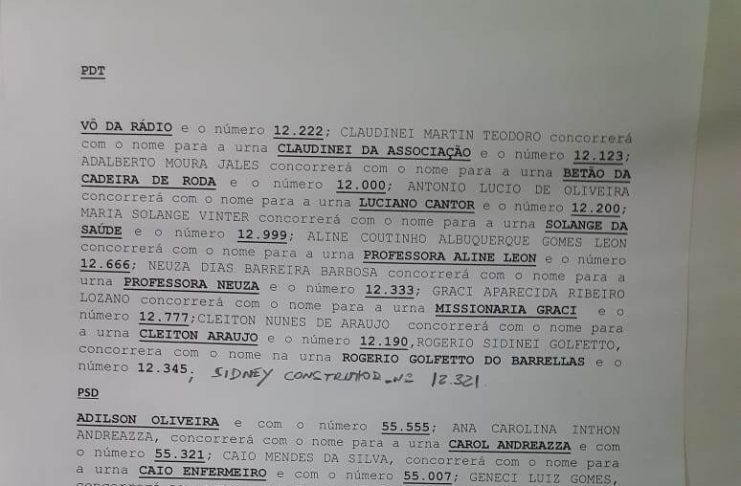 PDT
VÔ DA RÁDIO e o número 12.222; CLAUDINEI MARTIN TEODORO concorrerá
com o nome para a urna CLAUDINEI DA ASSOCIAÇÃO e o número 12.123;
ADALBERTO MOURA JALES concorrerá com o nome para a urna BETÃO DA
CADEIRA DE RODA e o número 12.000; ANTONIO LUCIO DE OLIVEIRA
concorrerá com o nome para a urna LUCIANO CANTOR e o número 12.200;
MARIA SOLANGE VINTER concorrerá com o nome para a urna SOLANGE DA
SAÚDE e o número 12.999; ALINE COUTINHO ALBUQUERQUE GOMES LEON
concorrerá com o nome para a urna PROFESSORA ALINE LEON e o número
12.666; NEUZA DIAS BARREIRA BARBOSA concorrerá com o nome para a
urna PROFESSORA NEUZA e o número 12.333; GRACI APARECIDA RIBEIRO
LOZANO concorrerá com o nome para a urna MISSIONARIA GRACI e o
número 12.777;CLEITON NUNES DE ARAUJO concorrerá com o nome para
a urna CLEITON ARAUJO e o número 12.190,ROGERIO SIDINEI GOLFETTO,
concorrera com o nome na urna ROGERIO GOLFETTO DO BARRELLAS e o
número 12.345; SIDNEY CONSTRUTOR Nº 12.321
PSD
ADILSON OLIVEIRA e com o número 55.555; ANA CAROLINA INTHON
ANDREAZZA, concorrerá com o nome para a urna CAROL ANDREAZZA e com
o número 55.321; CAIO MENDES DA SILVA, concorrerá com o nome para
a urna CAIO ENFERMEIRO e com o número 55.007; GENECI LUIZ GOMES,
concorrerá